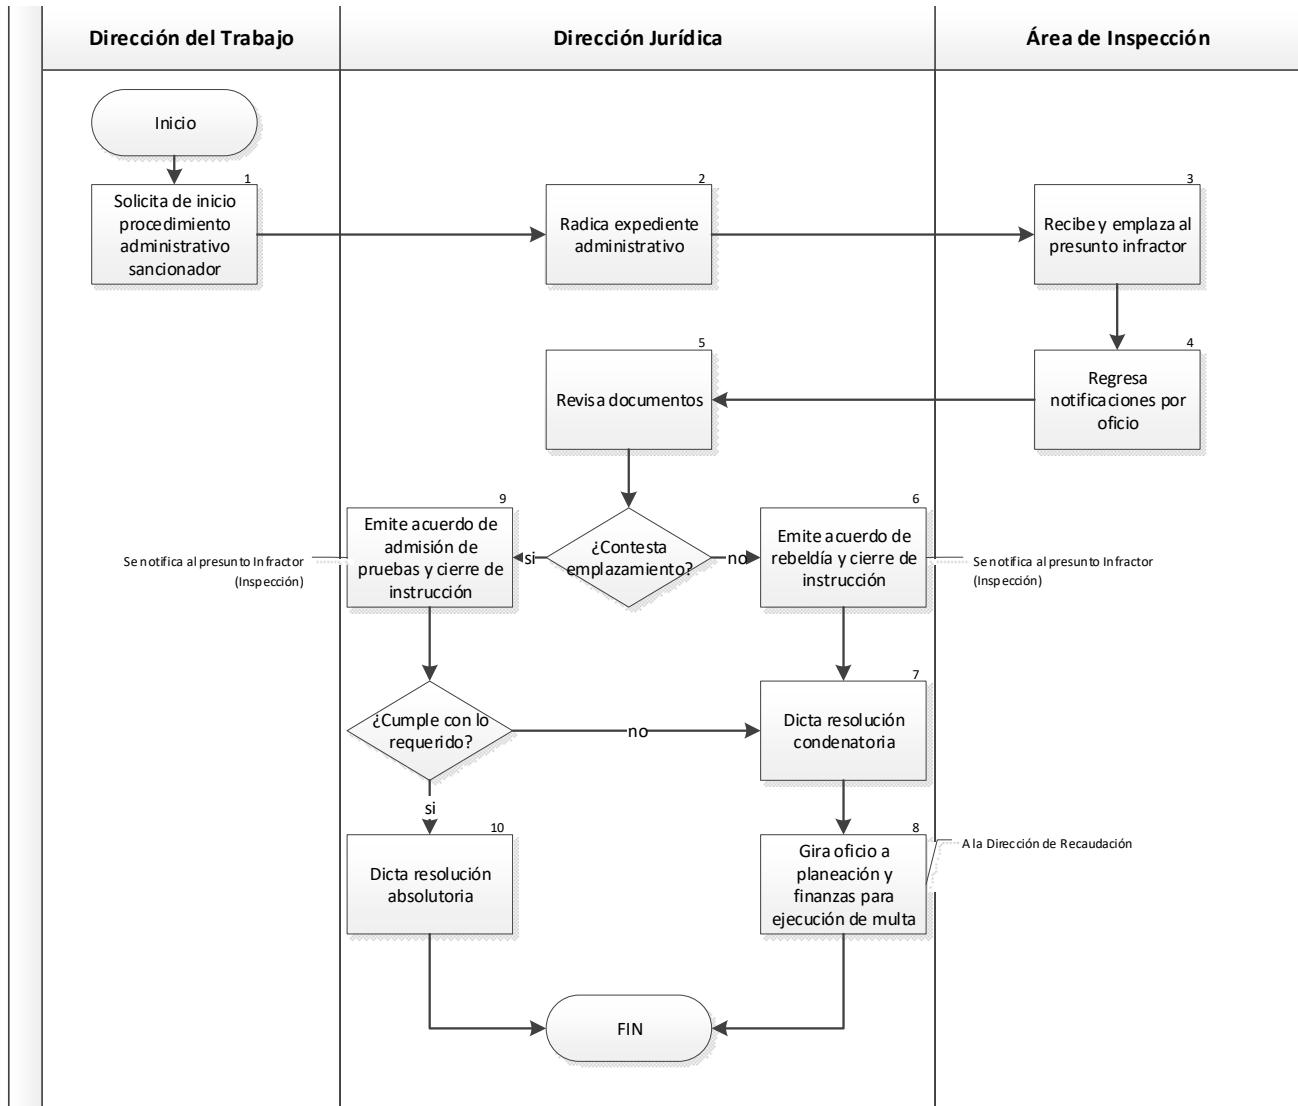 Dirección del Trabajo
Dirección Jurídica
Área de Inspección
Inicio
1
Solicita de inicio
procedimiento
administrativo
sancionador
2
Radica expediente
administrativo
3
Recibe y emplaza al
presunto infractor
4
Regresa
notificaciones por
oficio
5
Revisa documentos
¿Contesta
emplazamiento?
si
no
9
Emite acuerdo de
admisión de
pruebas y cierre de
instrucción
Se notifica al presunto Infractor
(Inspección)
6
Emite acuerdo de
rebeldía y cierre de
instrucción
Se notifica al presunto Infractor
(Inspección)
¿Cumple con lo
requerido?
no
si
7
Dicta resolución
condenatoria
10
Dicta resolución
absolutoria
8
Gira oficio a
planeación y
finanzas para
ejecución de multa
A la Dirección de Recaudación
FIN